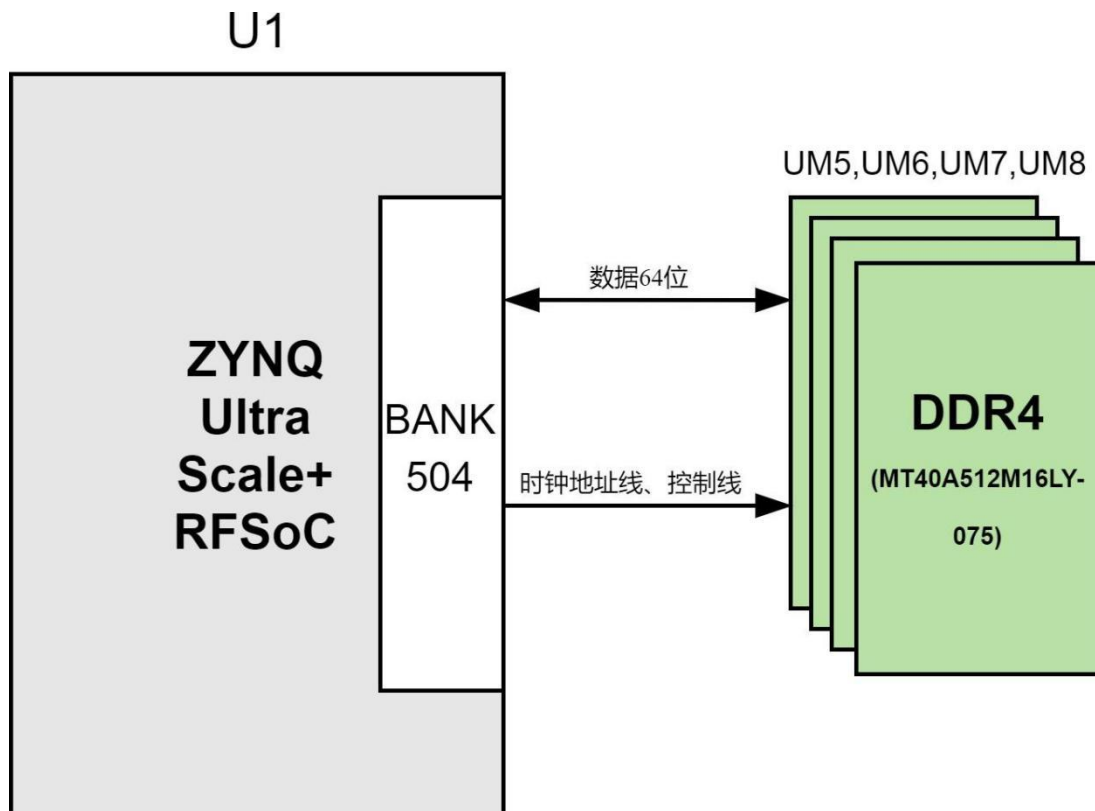 U1
UM5,UM6,UM7,UM8
数据64位
ZYNQ
Ultra
Scale+
RFSoC
BANK
504
时钟地址线、控制线
DDR4
(MT40A512M16LY-
075)